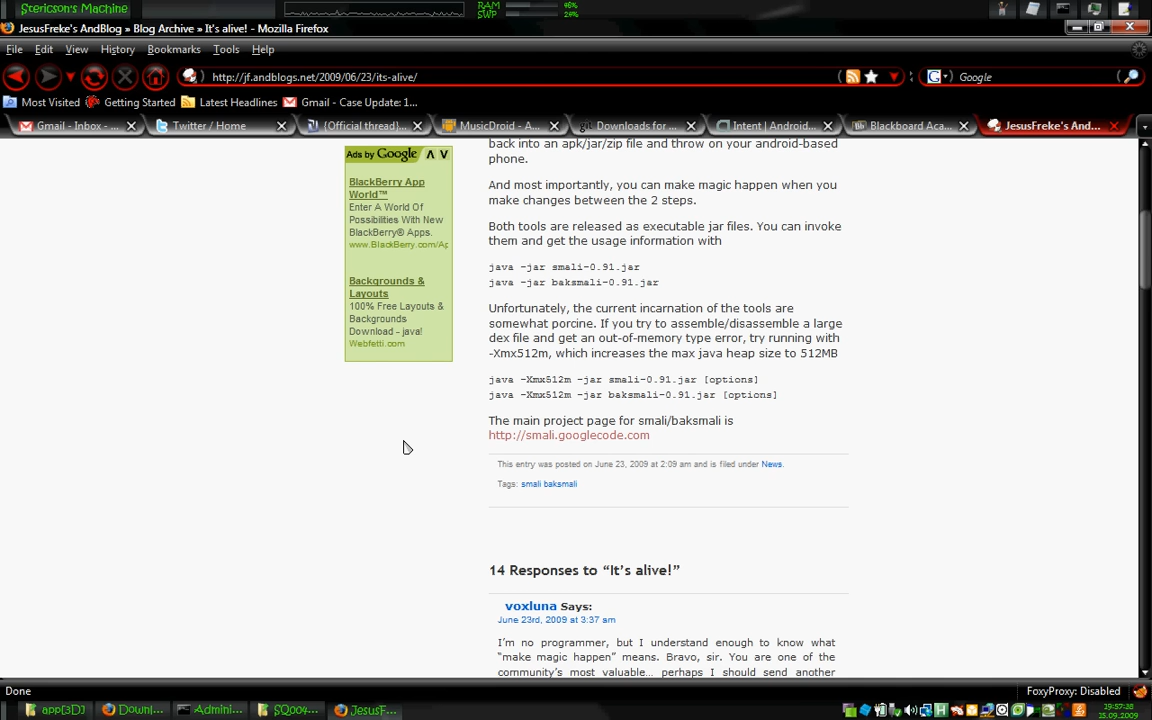 Stericson's Machine
RAM 46%
SWP 26%
JesusFreke's AndBlog » Blog Archive » It's alive! - Mozilla Firefox
File Edit View History Bookmarks Tools Help
http://jf.andblogs.net/2009/06/23/its-alive/
Google
Most Visited Getting Started Latest Headlines Gmail - Case Update: 1...
Gmail - Inbox - ... Twitter / Home {Official thread}... MusicDroid - A... Downloads for ... Intent | Android... Blackboard Aca... JesusFreke's And...
Ads by Google
BlackBerry App
World™
Enter A World Of
Possibilities With New
BlackBerry® Apps.
www.BlackBerry.com/Ap
Backgrounds &
Layouts
100% Free Layouts &
Backgrounds
Download - java!
Webfetti.com
back into an apk/jar/zip file and throw on your android-based
phone.
And most importantly, you can make magic happen when you
make changes between the 2 steps.
Both tools are released as executable jar files. You can invoke
them and get the usage information with
java -jar smali-0.91.jar
java -jar baksmali-0.91.jar
Unfortunately, the current incarnation of the tools are
somewhat porcine. If you try to assemble/disassemble a large
dex file and get an out-of-memory type error, try running with
-Xmx512m, which increases the max java heap size to 512MB
java -Xmx512m -jar smali-0.91.jar [options]
java -Xmx512m -jar baksmali-0.91.jar [options]
The main project page for smali/baksmali is
http://smali.googlecode.com
This entry was posted on June 23, 2009 at 2:09 am and is filed under News.
Tags: smali baksmali
14 Responses to “It's alive!”
voxluna Says:
June 23rd, 2009 at 3:37 am
I'm no programmer, but I understand enough to know what
“make magic happen” means. Bravo, sir. You are one of the
community's most valuable… perhaps I should send another
Done
FoxyProxy: Disabled
app[3D] Downl... Admini... SQ004... JesusF...